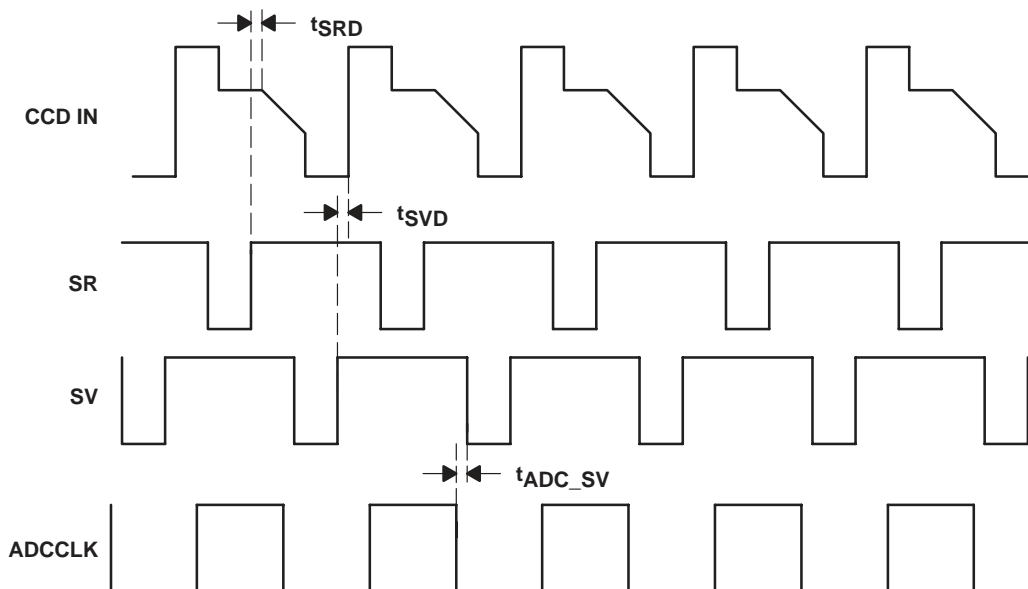 tSRD
CCD IN
tSVD
SR
SV
tADC_SV
ADCCLK